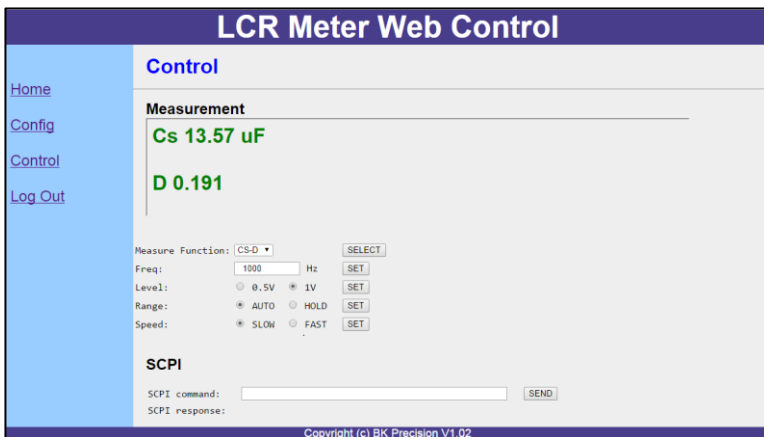 LCR Meter Web Control
Home
Config
Control
Log Out
Control
Measurement
Cs 13.57 uF
D 0.191
Measure Function: CS-D SELECT
Freq: 1000 Hz SET
Level: 0.5V 1V SET
Range: AUTO HOLD SET
Speed: SLOW FAST SET
SCPI
SCPI command: SEND
SCPI response:
Copyright (c) BK Precision V1.02